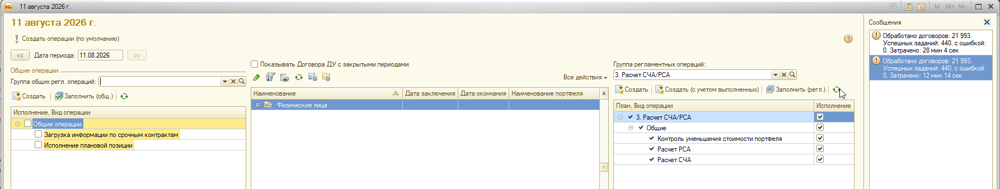 11 августа 2026 г.
M M+ M-
11 августа 2026 г.
Создать операции (по умолчанию)
<< Дата периода: 11.08.2026 >>
Общие операции
Группа общих регл. операций:
Создать Заполнить (общ.)
Исполнение, Вид операции
Общие операции
Загрузка информации по срочным контрактам
Исполнение плановой позиции
Показывать Договора ДУ с закрытыми периодами
Все действия
Наименование Дата заключения Дата окончания Наименование портфеля
Физические лица
Группа регламентных операций:
3. Расчет СЧА/РСА
Создать Создать (с учетом выполненных) Заполнить (регл.)
План, Вид операции Исполнение
3. Расчет СЧА/РСА
Общие
Контроль уменьшения стоимости портфеля
Расчет РСА
Расчет СЧА
Сообщения
Обработано договоров: 21 993.
Успешных заданий: 440, с ошибкой:
0. Затрачено: 28 мин 4 сек
Обработано договоров: 21 993.
Успешных заданий: 440, с ошибкой:
0. Затрачено: 12 мин 14 сек